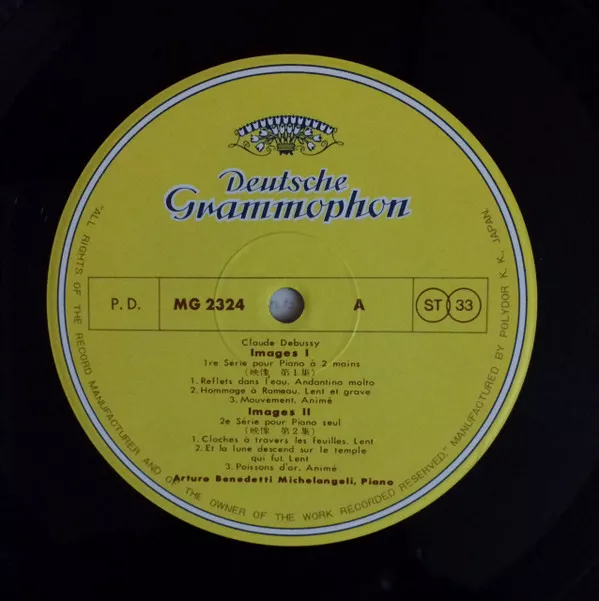 Deutsche
Grammophon
P. D.
MG 2324
A
ST 33
Claude Debussy
Images I
1re Série pour Piano à 2 mains
(映像 第1集)
1. Reflets dans l'eau. Andantino molto
2. Hommage à Rameau. Lent et grave
3. Mouvement. Animé
Images II
2e Série pour Piano seul
(映像 第2集)
1. Cloches à travers les feuilles. Lent
2. Et la lune descend sur le temple
qui fut. Lent
3. Poissons d'or. Animé
Arturo Benedetti Michelangeli, Piano
"ALL RIGHTS OF THE RECORD MANUFACTURER AND OF THE OWNER OF THE WORK RECORDED RESERVED." MANUFACTURED BY POLYDOR K. K., JAPAN.